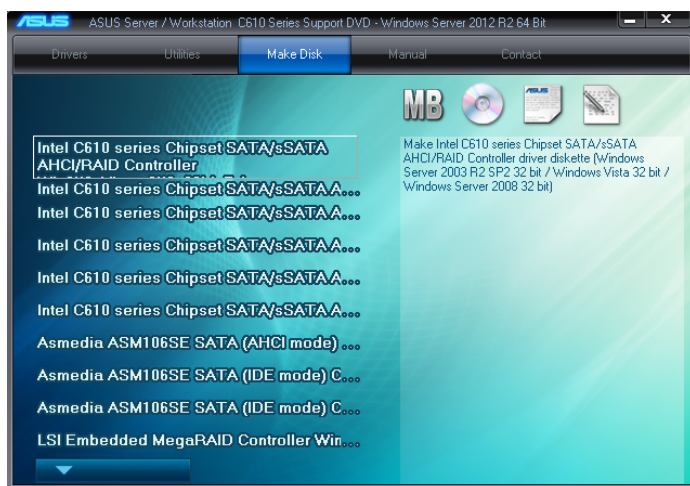 ASUS ASUS Server / Workstation C610 Series Support DVD - Windows Server 2012 R2 64 Bit
Drivers Utilities Make Disk Manual Contact
MB
ASUS
Intel C610 series Chipset SATA/sSATA
AHCI/RAID Controller
Intel C610 series Chipset SATA/sSATA A...
Intel C610 series Chipset SATA/sSATA A...
Intel C610 series Chipset SATA/sSATA A...
Intel C610 series Chipset SATA/sSATA A...
Intel C610 series Chipset SATA/sSATA A...
Asmedia ASM106SE SATA (AHCI mode) ...
Asmedia ASM106SE SATA (IDE mode) C...
Asmedia ASM106SE SATA (IDE mode) C...
LSI Embedded MegaRAID Controller Win...
Make Intel C610 series Chipset SATA/sSATA
AHCI/RAID Controller driver diskette (Windows
Server 2003 R2 SP2 32 bit / Windows Vista 32 bit /
Windows Server 2008 32 bit)